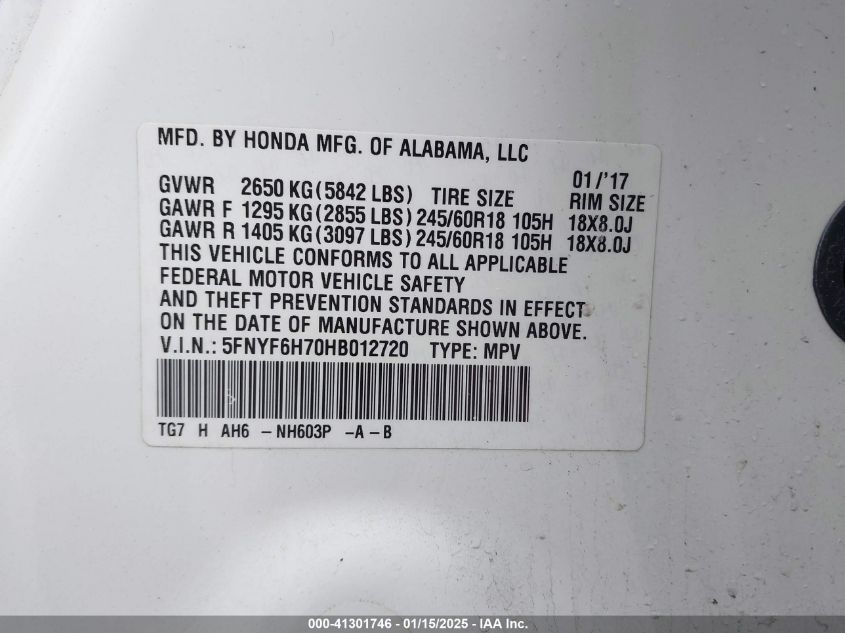 MFD. BY HONDA MFG. OF ALABAMA, LLC
01/'17
GVWR 2650 KG(5842 LBS) TIRE SIZE RIM SIZE
GAWR F 1295 KG(2855 LBS) 245/60R18 105H 18X8.0J
GAWR R 1405 KG(3097 LBS) 245/60R18 105H 18X8.0J
THIS VEHICLE CONFORMS TO ALL APPLICABLE
FEDERAL MOTOR VEHICLE SAFETY
AND THEFT PREVENTION STANDARDS IN EFFECT
ON THE DATE OF MANUFACTURE SHOWN ABOVE.
V.I.N.: 5FNYF6H70HB012720 TYPE: MPV
TG7 H AH6 -NH603P -A-B
000-41301746 - 01/15/2025 - IAA Inc.